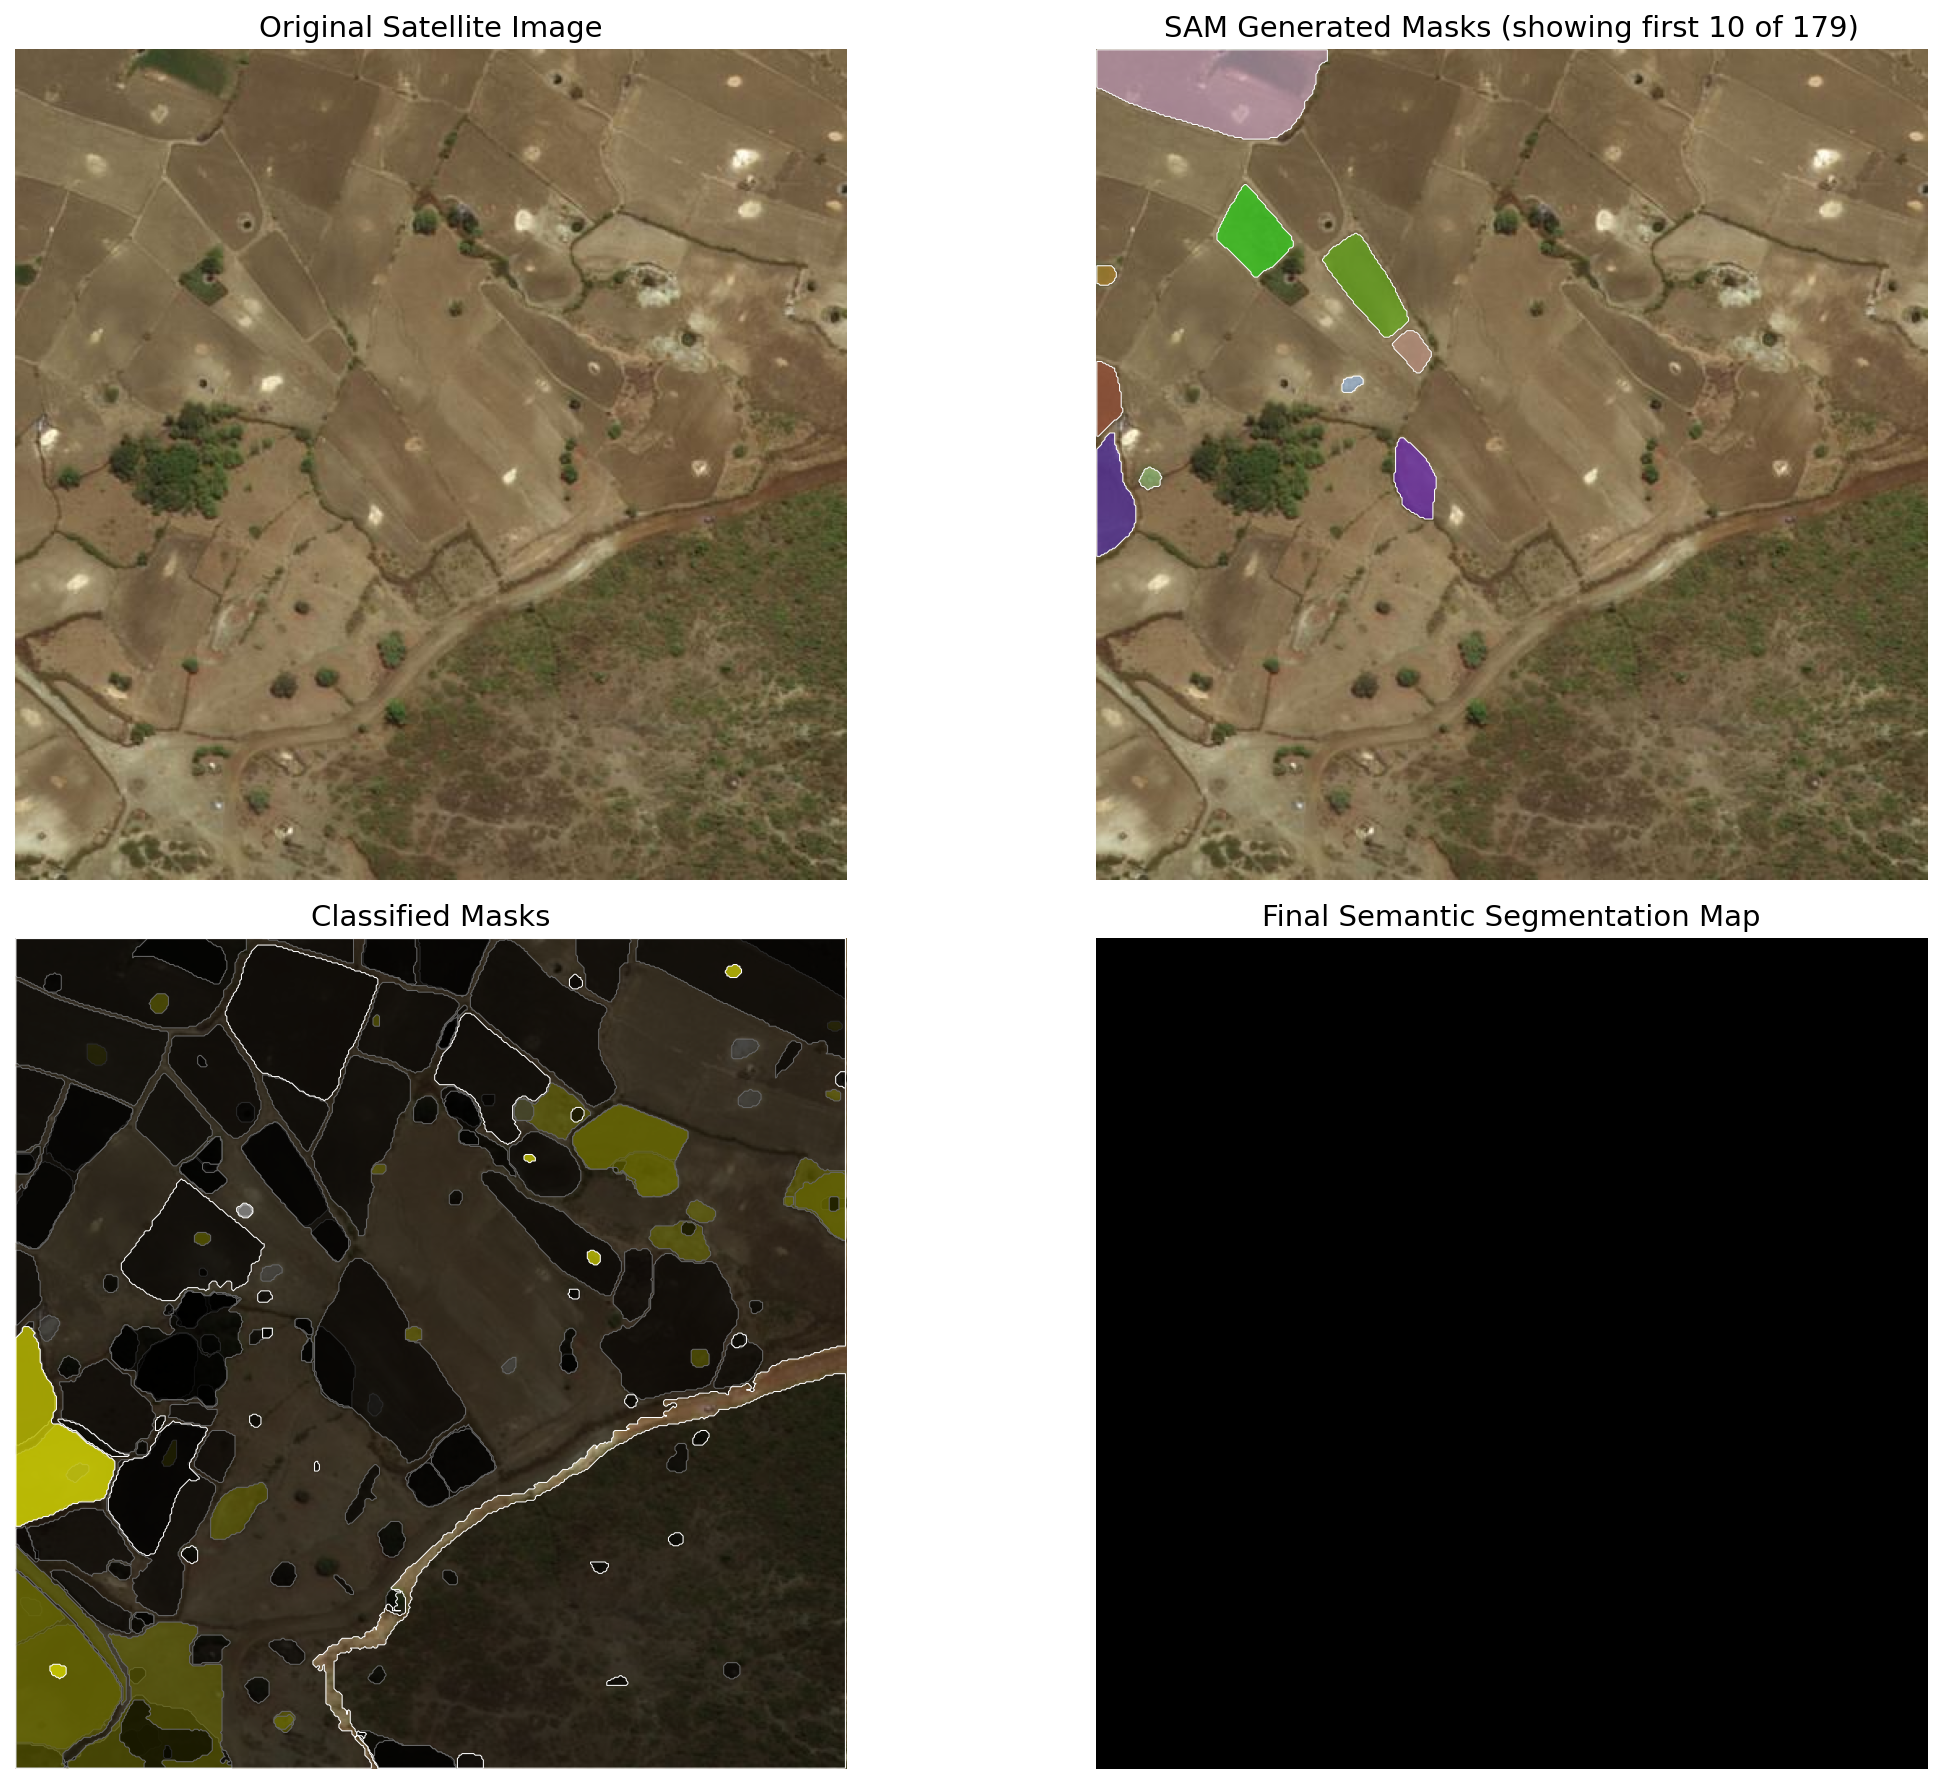 Original Satellite Image
SAM Generated Masks (showing first 10 of 179)
Classified Masks
Final Semantic Segmentation Map